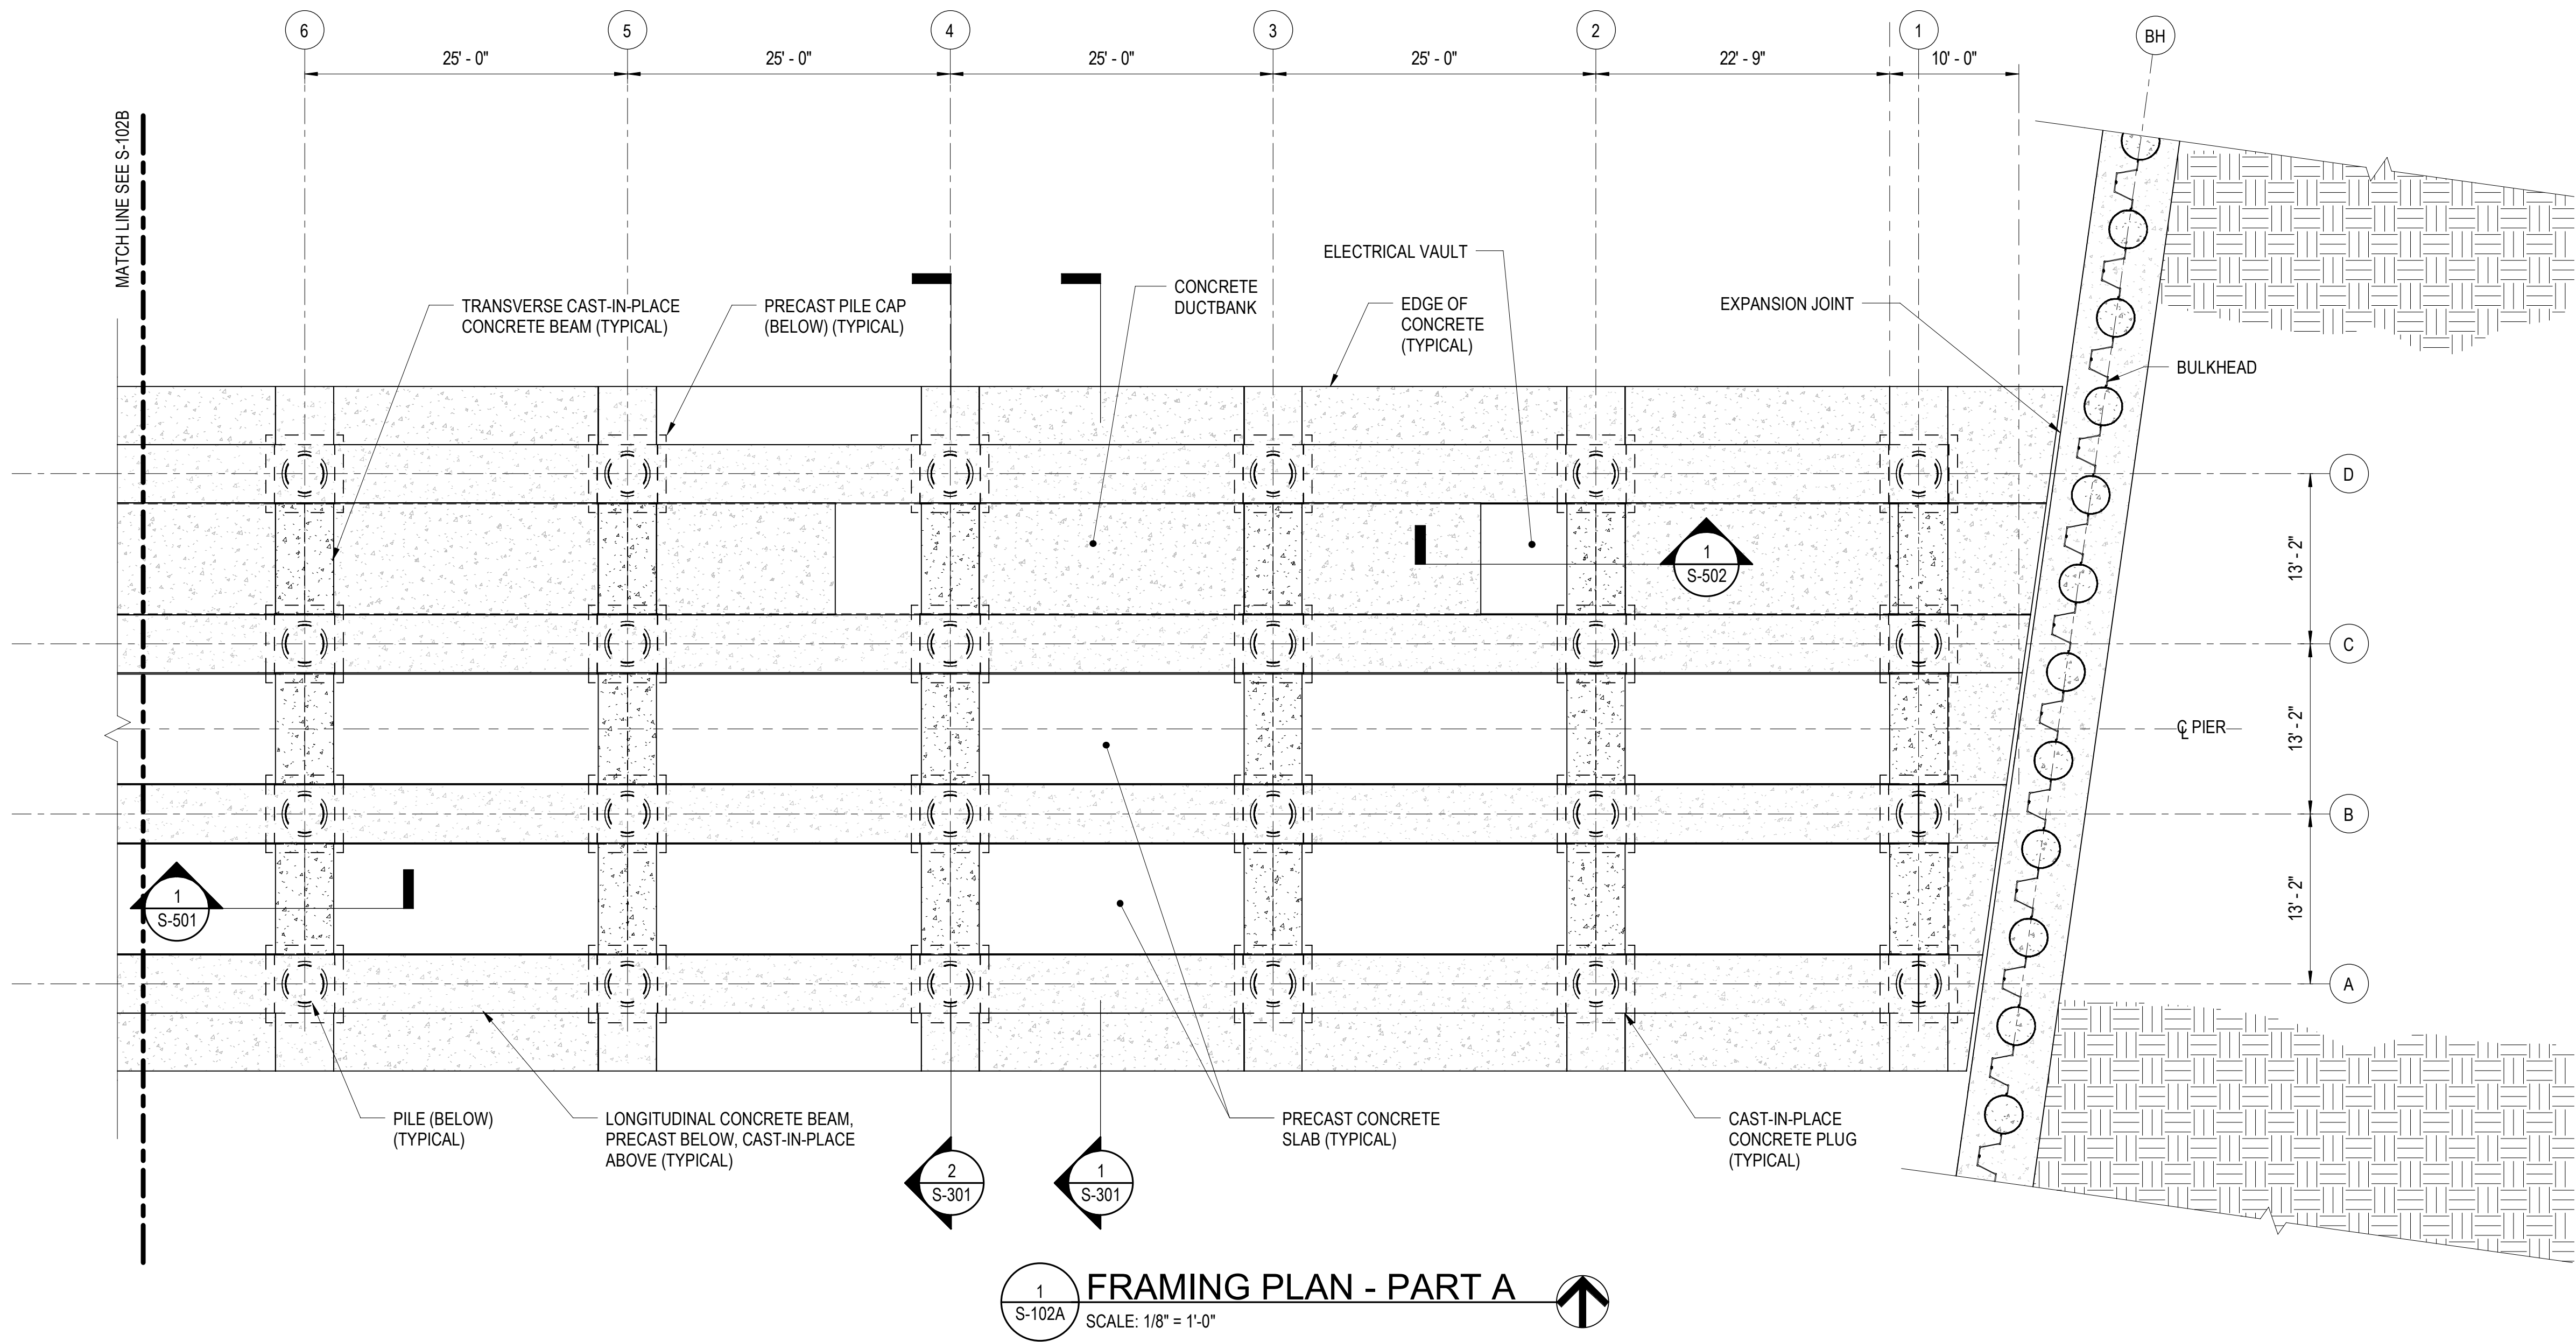 6
5
4
3
2
1
BH
25' - 0"
25' - 0"
25' - 0"
25' - 0"
22' - 9"
10' - 0"
MATCH LINE SEE S-102B
TRANSVERSE CAST-IN-PLACE
CONCRETE BEAM (TYPICAL)
PRECAST PILE CAP
(BELOW) (TYPICAL)
CONCRETE
DUCTBANK
ELECTRICAL VAULT
EDGE OF
CONCRETE
(TYPICAL)
EXPANSION JOINT
BULKHEAD
D
13' - 2"
1
S-502
C
13' - 2"
℄ PIER
B
13' - 2"
1
S-501
A
PILE (BELOW)
(TYPICAL)
LONGITUDINAL CONCRETE BEAM,
PRECAST BELOW, CAST-IN-PLACE
ABOVE (TYPICAL)
PRECAST CONCRETE
SLAB (TYPICAL)
CAST-IN-PLACE
CONCRETE PLUG
(TYPICAL)
2
S-301
1
S-301
1
S-102A
FRAMING PLAN - PART A
SCALE: 1/8" = 1'-0"